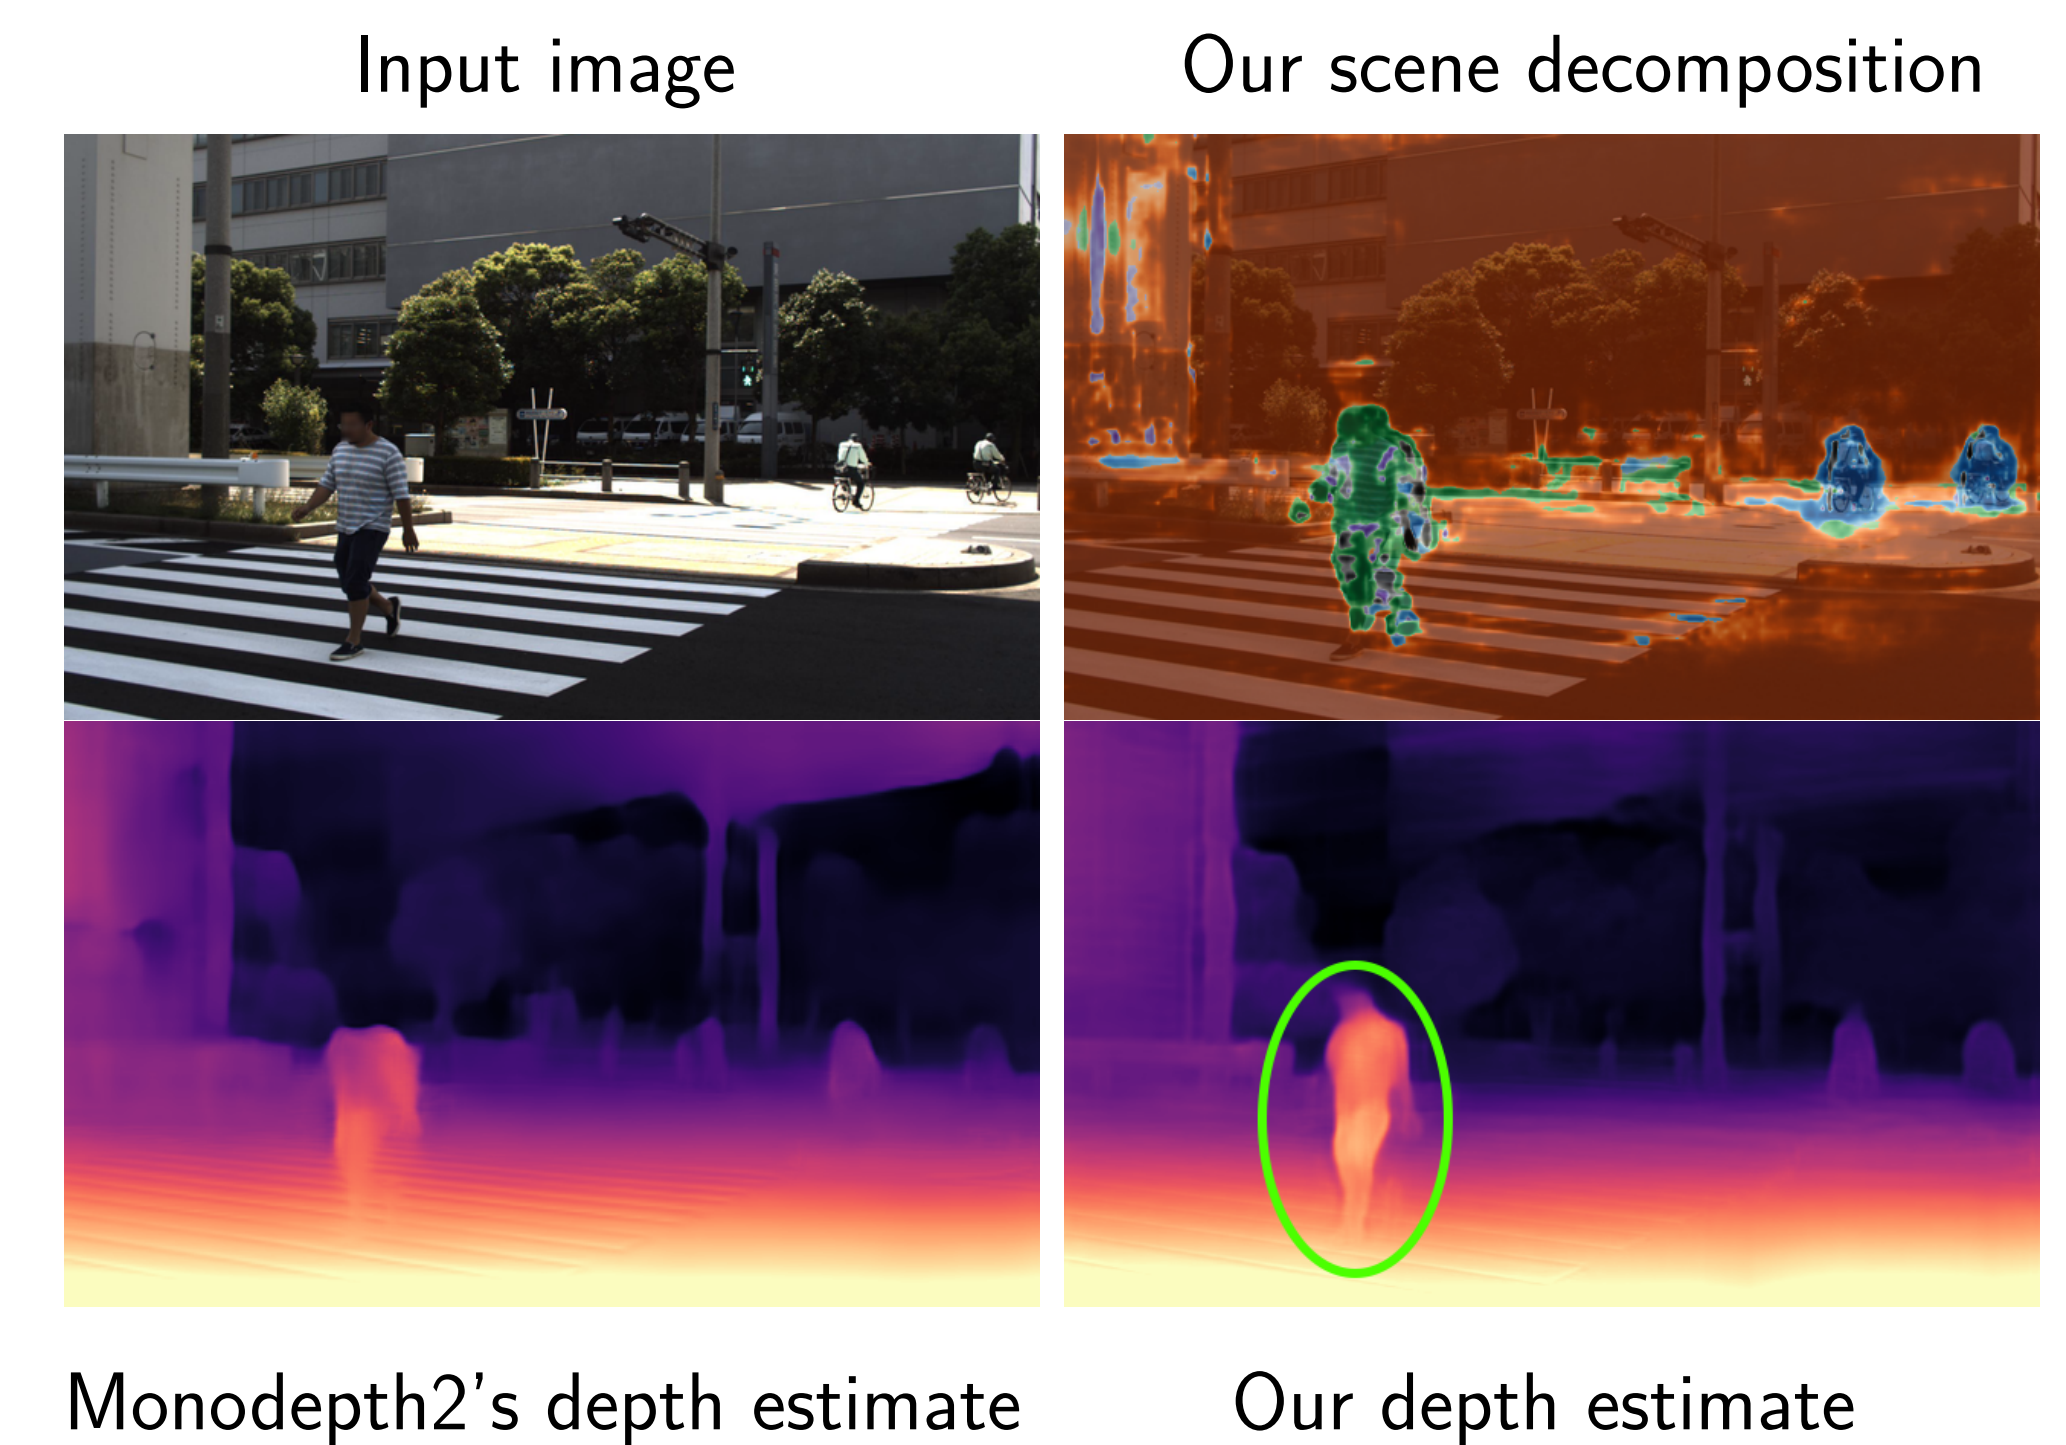 Input image
Our scene decomposition
Monodepth2's depth estimate
Our depth estimate